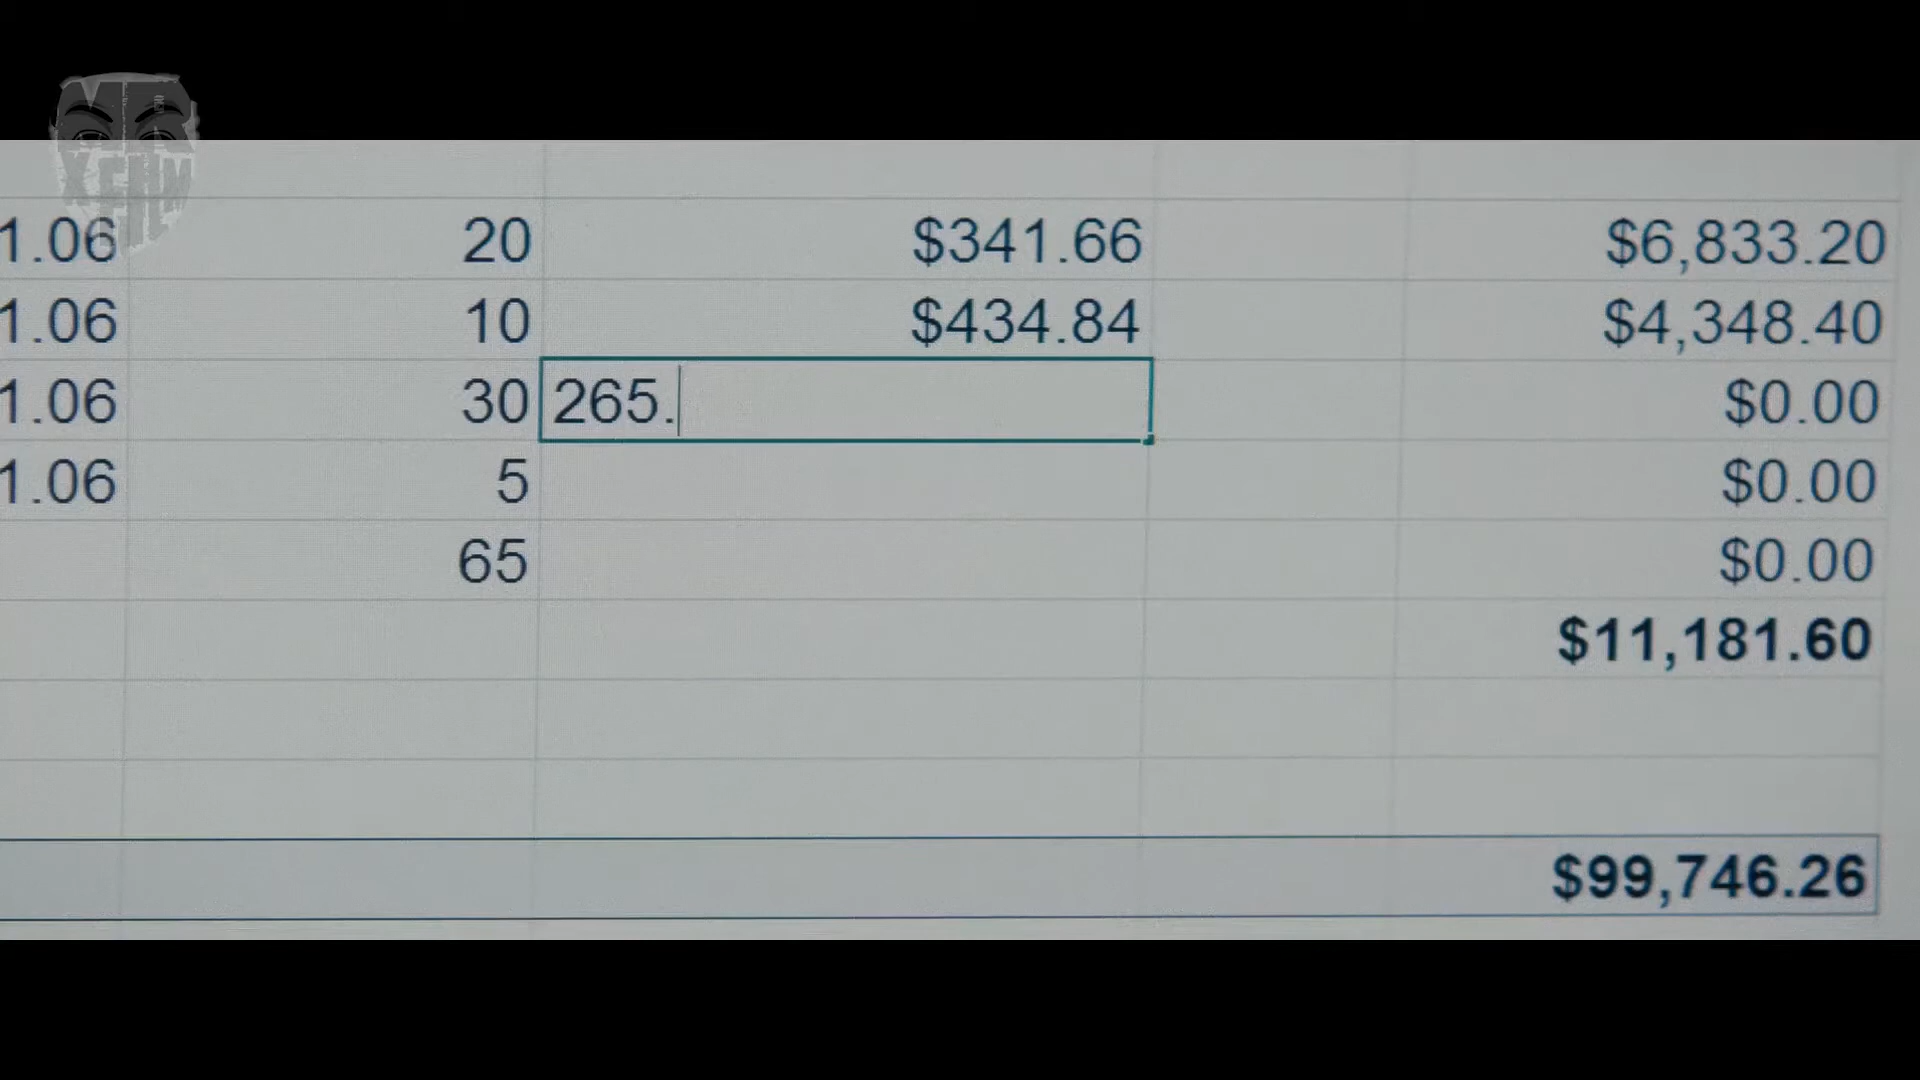 1.06 20 $341.66 $6,833.20
1.06 10 $434.84 $4,348.40
1.06 30 265. $0.00
1.06 5 $0.00
65 $0.00
$11,181.60
$99,746.26